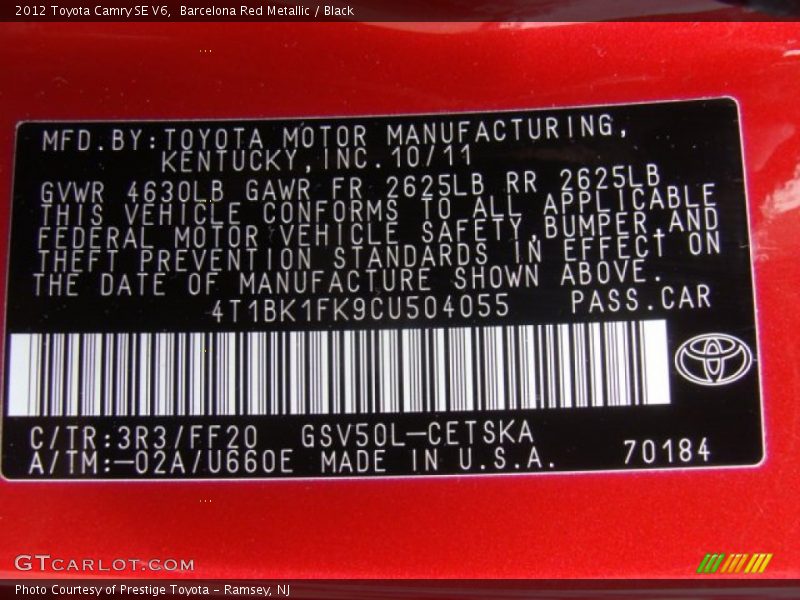 2012 Toyota Camry SE V6,  Barcelona Red Metallic / Black
MFD.BY:TOYOTA MOTOR MANUFACTURING,
KENTUCKY,INC.10/11
GVWR 4630LB GAWR FR 2625LB RR 2625LB
THIS VEHICLE CONFORMS TO ALL APPLICABLE
FEDERAL MOTOR VEHICLE SAFETY,BUMPER,AND
THEFT PREVENTION STANDARDS IN EFFECT ON
THE DATE OF MANUFACTURE SHOWN ABOVE.
4T1BK1FK9CU504055 PASS.CAR
C/TR:3R3/FF20 GSV50L-CETSKA
A/TM:-02A/U660E MADE IN U.S.A. 70184
GTCARLOT.COM
Photo Courtesy of Prestige Toyota - Ramsey, NJ